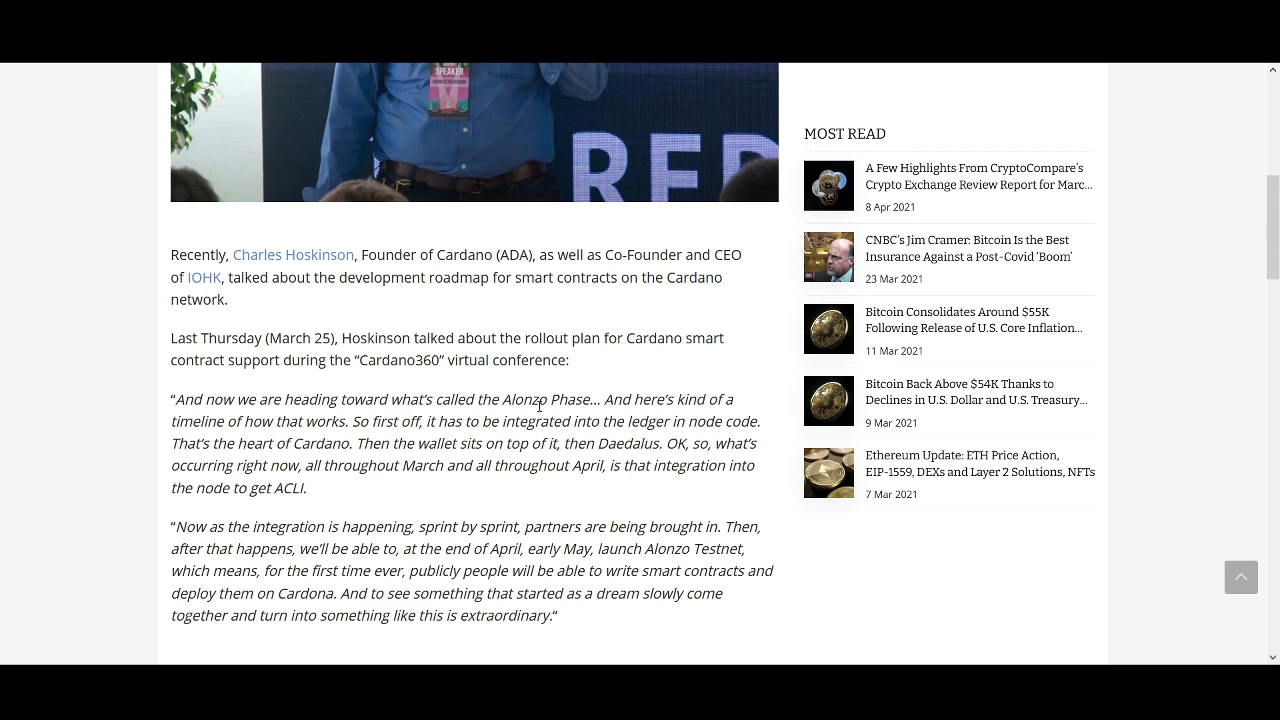 SPEAKER
RED
Recently, Charles Hoskinson, Founder of Cardano (ADA), as well as Co-Founder and CEO
of IOHK, talked about the development roadmap for smart contracts on the Cardano
network.
Last Thursday (March 25), Hoskinson talked about the rollout plan for Cardano smart
contract support during the “Cardano360” virtual conference:
“And now we are heading toward what’s called the Alonzo Phase… And here’s kind of a
timeline of how that works. So first off, it has to be integrated into the ledger in node code.
That’s the heart of Cardano. Then the wallet sits on top of it, then Daedalus. OK, so, what’s
occurring right now, all throughout March and all throughout April, is that integration into
the node to get ACLI.
“Now as the integration is happening, sprint by sprint, partners are being brought in. Then,
after that happens, we’ll be able to, at the end of April, early May, launch Alonzo Testnet,
which means, for the first time ever, publicly people will be able to write smart contracts and
deploy them on Cardona. And to see something that started as a dream slowly come
together and turn into something like this is extraordinary.“
MOST READ
A Few Highlights From CryptoCompare’s
Crypto Exchange Review Report for Marc...
8 Apr 2021
CNBC’s Jim Cramer: Bitcoin Is the Best
Insurance Against a Post-Covid ‘Boom’
23 Mar 2021
Bitcoin Consolidates Around $55K
Following Release of U.S. Core Inflation...
11 Mar 2021
Bitcoin Back Above $54K Thanks to
Declines in U.S. Dollar and U.S. Treasury...
9 Mar 2021
Ethereum Update: ETH Price Action,
EIP-1559, DEXs and Layer 2 Solutions, NFTs
7 Mar 2021